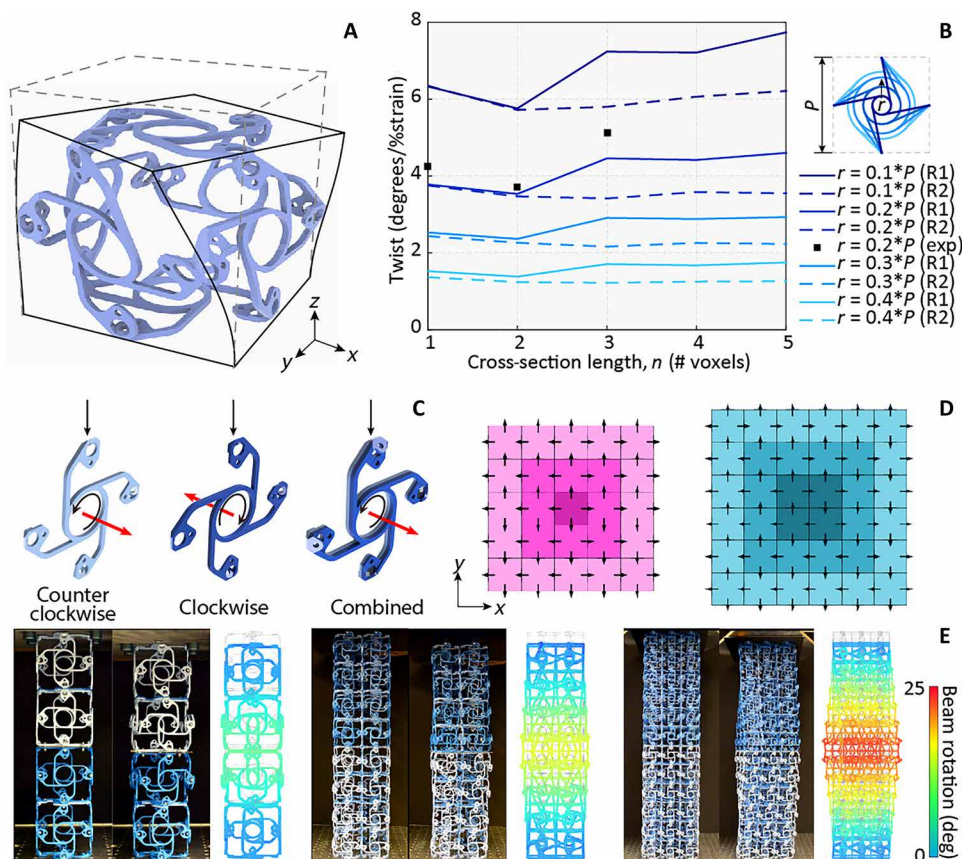 A
z
y
x
8
6
4
2
0
Twist (degrees/%strain)
1
2
3
4
5
Cross-section length, n (# voxels)
B
P
r
r = 0.1*P (R1)
r = 0.1*P (R2)
r = 0.2*P (R1)
r = 0.2*P (R2)
r = 0.2*P (exp)
r = 0.3*P (R1)
r = 0.3*P (R2)
r = 0.4*P (R1)
r = 0.4*P (R2)
C
Counter
clockwise
Clockwise
Combined
D
y
x
E
25
Beam rotation (deg)
0